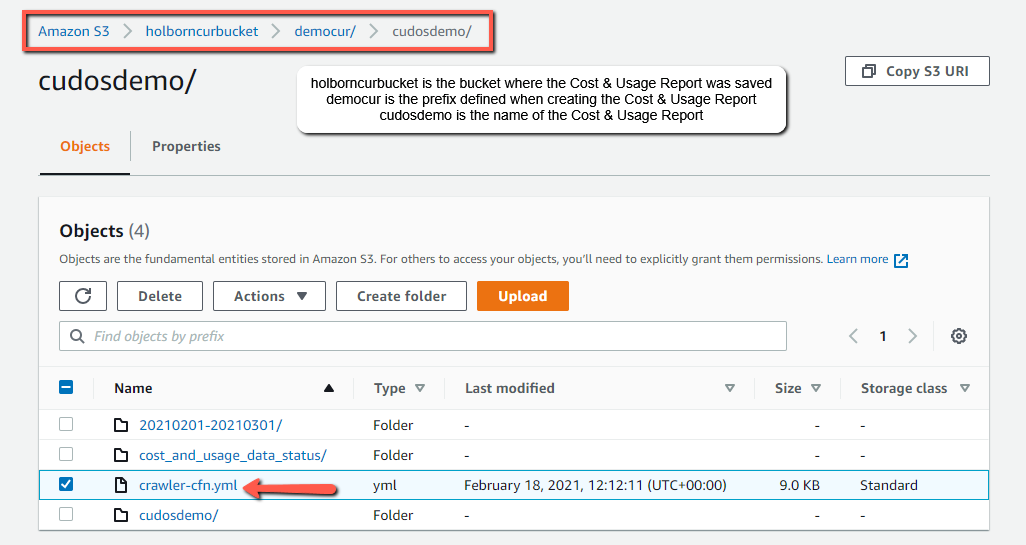 Amazon S3 > holborncurbucket > democur/ > cudosdemo/
cudosdemo/
holborncurbucket is the bucket where the Cost & Usage Report was saved
democur is the prefix defined when creating the Cost & Usage Report
cudosdemo is the name of the Cost & Usage Report
Copy S3 URI
Objects Properties
Objects (4)
Objects are the fundamental entities stored in Amazon S3. For others to access your objects, you'll need to explicitly grant them permissions. Learn more
Delete Actions Create folder Upload
Find objects by prefix 1
Name Type Last modified Size Storage class
20210201-20210301/ Folder - - -
cost_and_usage_data_status/ Folder - - -
crawler-cfn.yml yml February 18, 2021, 12:12:11 (UTC+00:00) 9.0 KB Standard
cudosdemo/ Folder - - -